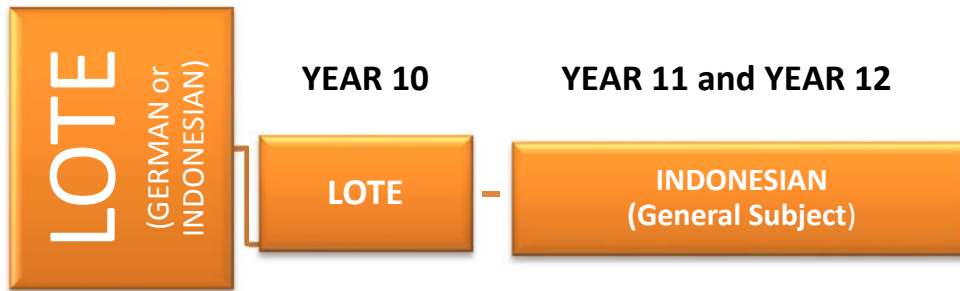 LOTE
(GERMAN or
INDONESIAN)
YEAR 10
YEAR 11 and YEAR 12
LOTE
INDONESIAN
(General Subject)